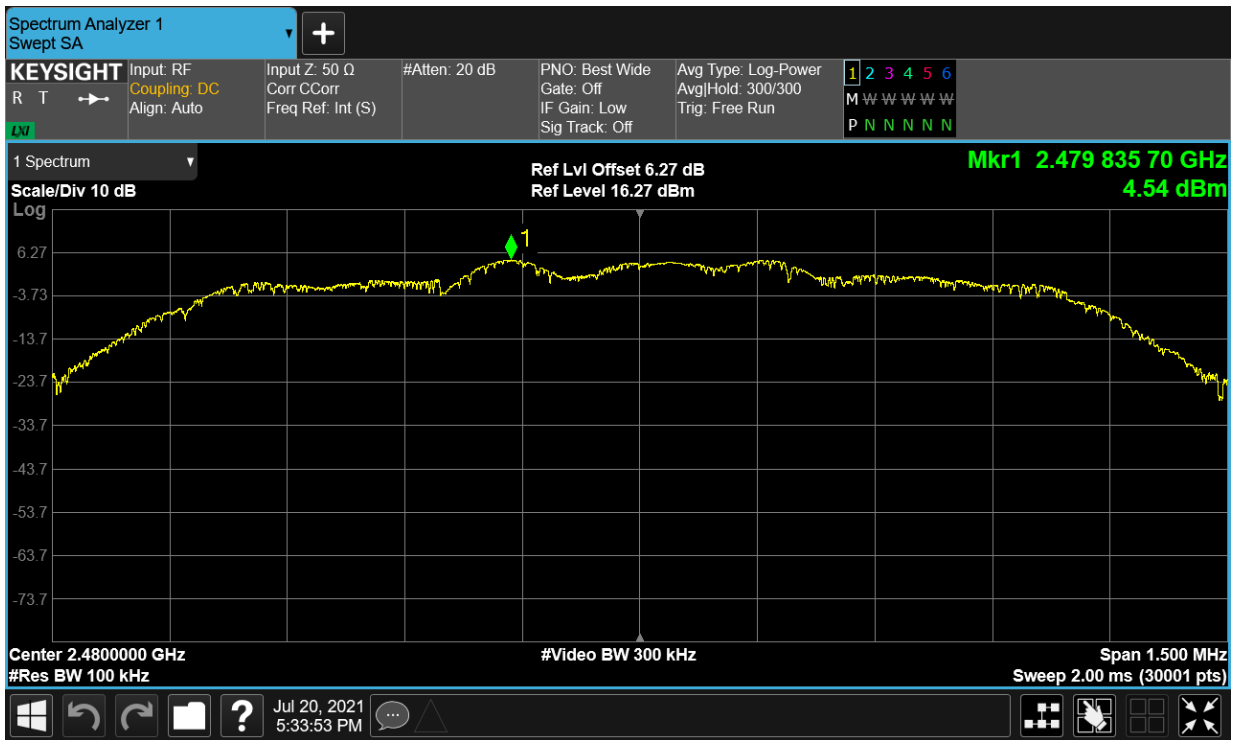 Spectrum Analyzer 1
Swept SA
KEYSIGHT
R T
LXI
Input: RF
Coupling: DC
Align: Auto
Input Z: 50 Ω
Corr CCorr
Freq Ref: Int (S)
#Atten: 20 dB
PNO: Best Wide
Gate: Off
IF Gain: Low
Sig Track: Off
Avg Type: Log-Power
Avg|Hold: 300/300
Trig: Free Run
1 2 3 4 5 6
M W W W W W
P N N N N N
1 Spectrum
Scale/Div 10 dB
Log
Ref Lvl Offset 6.27 dB
Ref Level 16.27 dBm
Mkr1 2.479 835 70 GHz
4.54 dBm
1
6.27
-3.73
-13.7
-23.7
-33.7
-43.7
-53.7
-63.7
-73.7
Center 2.4800000 GHz
#Res BW 100 kHz
#Video BW 300 kHz
Span 1.500 MHz
Sweep 2.00 ms (30001 pts)
?
Jul 20, 2021
5:33:53 PM